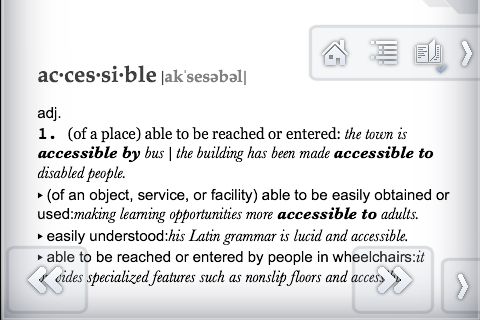 ac·ces·si·ble |akˈsesəbəl|
adj.
1. (of a place) able to be reached or entered: the town is
accessible by bus | the building has been made accessible to
disabled people.
▸ (of an object, service, or facility) able to be easily obtained or
used:making learning opportunities more accessible to adults.
▸ easily understood:his Latin grammar is lucid and accessible.
▸ able to be reached or entered by people in wheelchairs:it
specialized features such as nonslip floors and